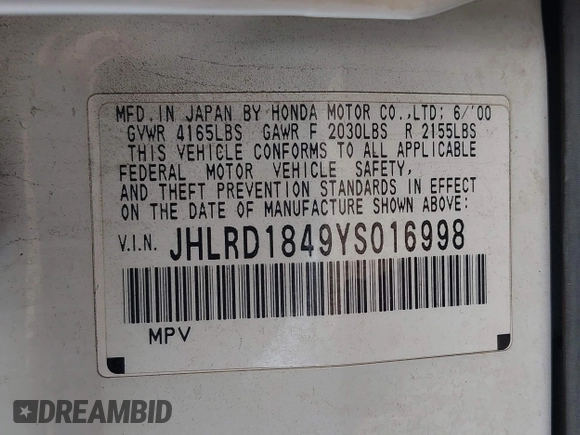 MFD. IN JAPAN BY HONDA MOTOR CO.,LTD: 6/'00
GVWR 4165LBS GAWR F 2030LBS R 2155LBS
THIS VEHICLE CONFORMS TO ALL APPLICABLE
FEDERAL MOTOR VEHICLE SAFETY,
AND THEFT PREVENTION STANDARDS IN EFFECT
ON THE DATE OF MANUFACTURE SHOWN ABOVE:
V.I.N. JHLRD1849YS016998
MPV
DREAMBID